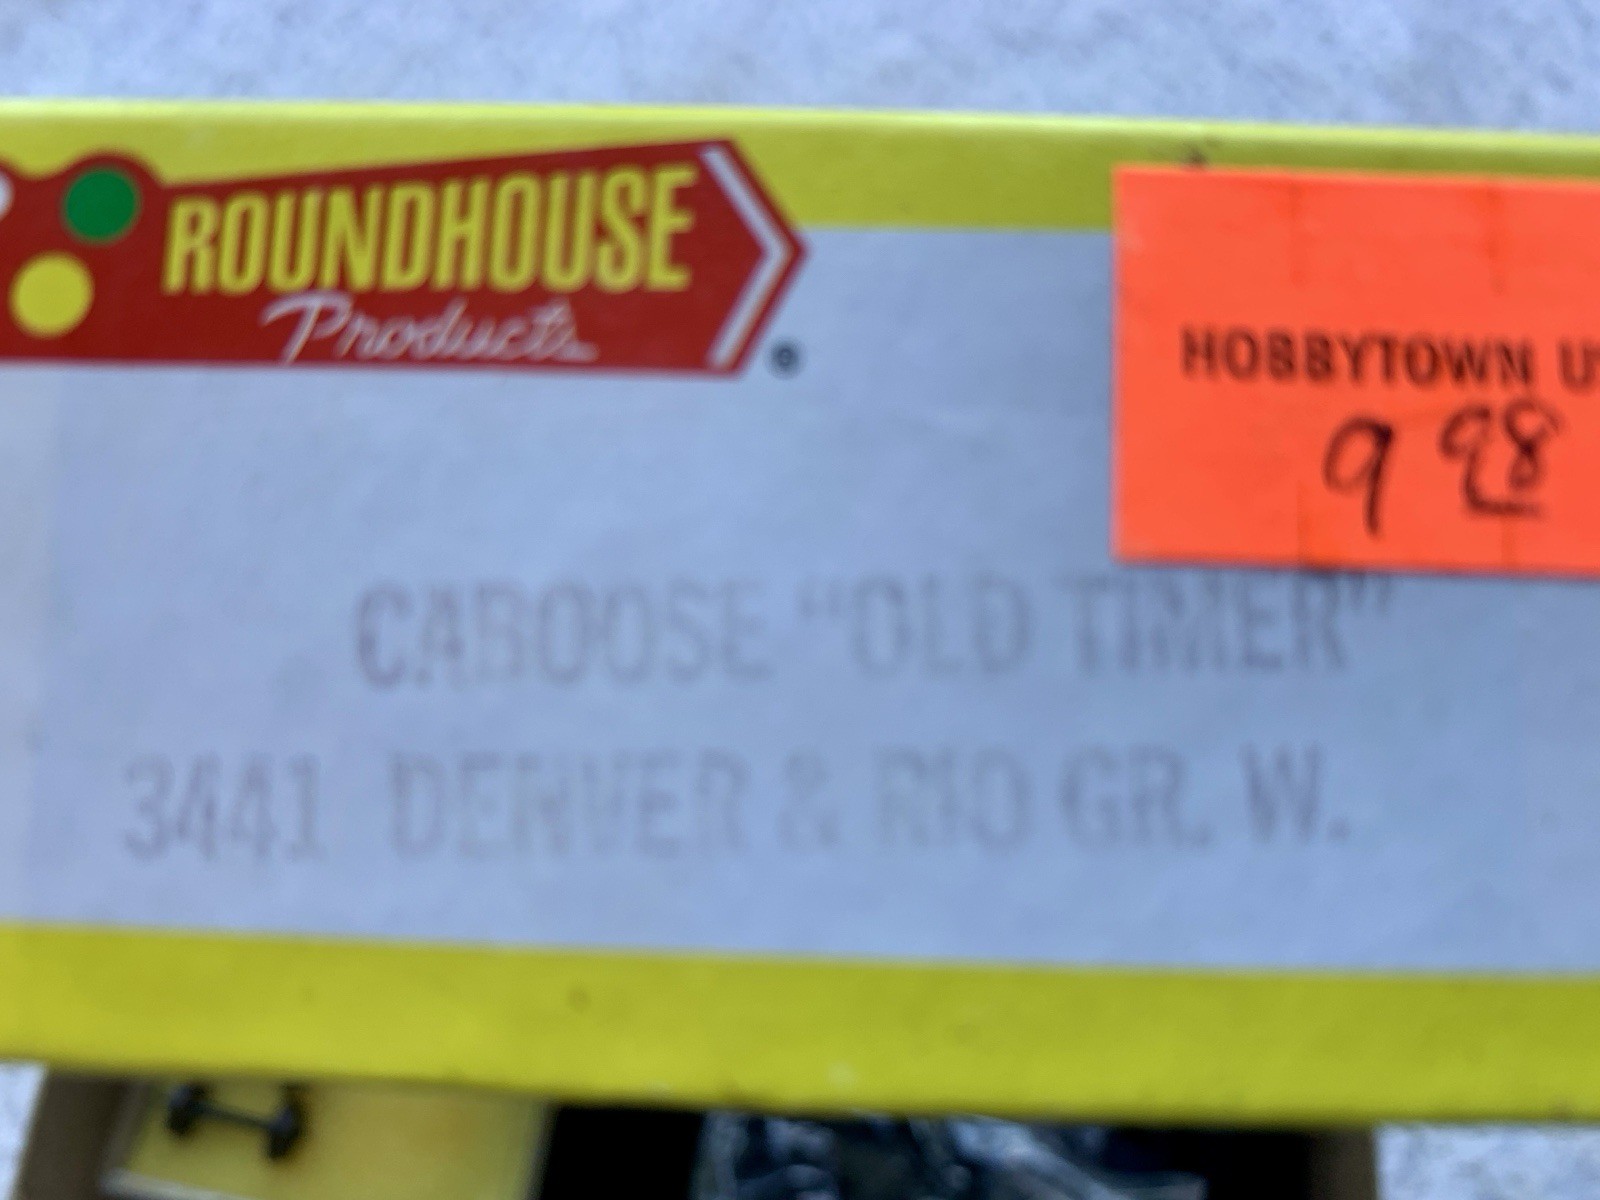 ROUNDHOUSE
Products
®
HOBBYTOWN
9 98
CABOOSE "OLD TIMER"
3441 DENVER & RIO GR. W.